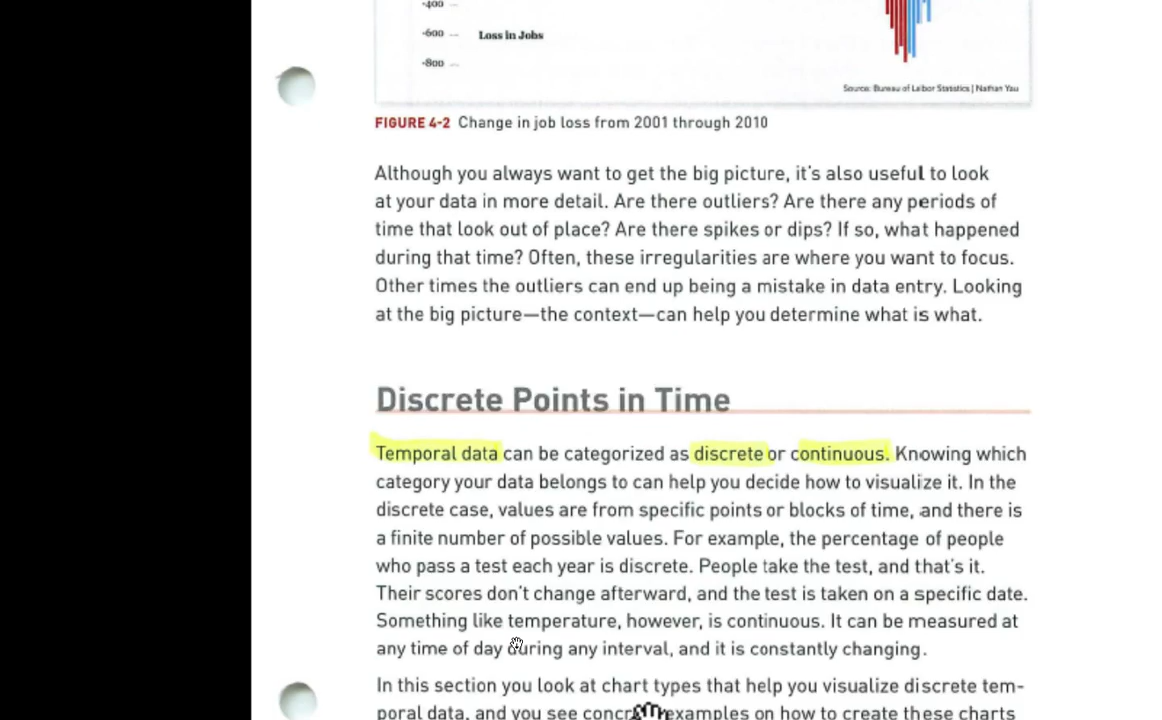 -400
-600 Loss in Jobs
-800
Source: Bureau of Labor Statistics | Nathan Yau
FIGURE 4-2 Change in job loss from 2001 through 2010
Although you always want to get the big picture, it's also useful to look
at your data in more detail. Are there outliers? Are there any periods of
time that look out of place? Are there spikes or dips? If so, what happened
during that time? Often, these irregularities are where you want to focus.
Other times the outliers can end up being a mistake in data entry. Looking
at the big picture—the context—can help you determine what is what.
Discrete Points in Time
Temporal data can be categorized as discrete or continuous. Knowing which
category your data belongs to can help you decide how to visualize it. In the
discrete case, values are from specific points or blocks of time, and there is
a finite number of possible values. For example, the percentage of people
who pass a test each year is discrete. People take the test, and that's it.
Their scores don't change afterward, and the test is taken on a specific date.
Something like temperature, however, is continuous. It can be measured at
any time of day during any interval, and it is constantly changing.
In this section you look at chart types that help you visualize discrete tem-
poral data, and you see examples on how to create these charts